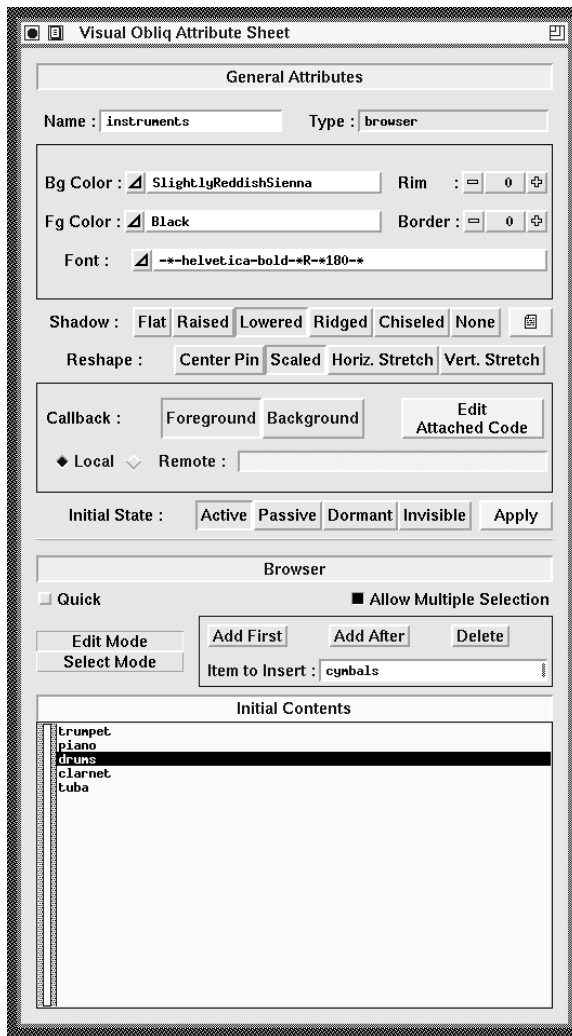 Visual Obliq Attribute Sheet
General Attributes
Name : instruments Type : browser
Bg Color : SlightlyReddishSienna Rim : 0
Fg Color : Black Border : 0
Font : -*-helvetica-bold-*R-*180-*
Shadow : Flat Raised Lowered Ridged Chiseled None
Reshape : Center Pin Scaled Horiz. Stretch Vert. Stretch
Callback : Foreground Background Edit Attached Code
Local Remote :
Initial State : Active Passive Dormant Invisible Apply
Browser
Quick Allow Multiple Selection
Edit Mode Add First Add After Delete
Select Mode Item to Insert : cymbals
Initial Contents
trumpet
piano
drums
clarnet
tuba